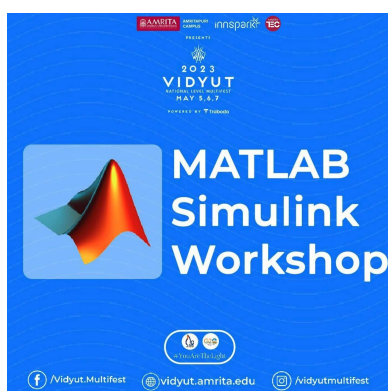 AMRITA AMRITAPURI CAMPUS innspark TEC
PRESENTS
2023
VIDYUT
NATIONAL LEVEL MULTIFEST
MAY 5,6,7
POWERED BY Trabodo
MATLAB
Simulink
Workshop
#YouAreTheLight
/Vidyut.Multifest vidyut.amrita.edu /vidyutmultifest